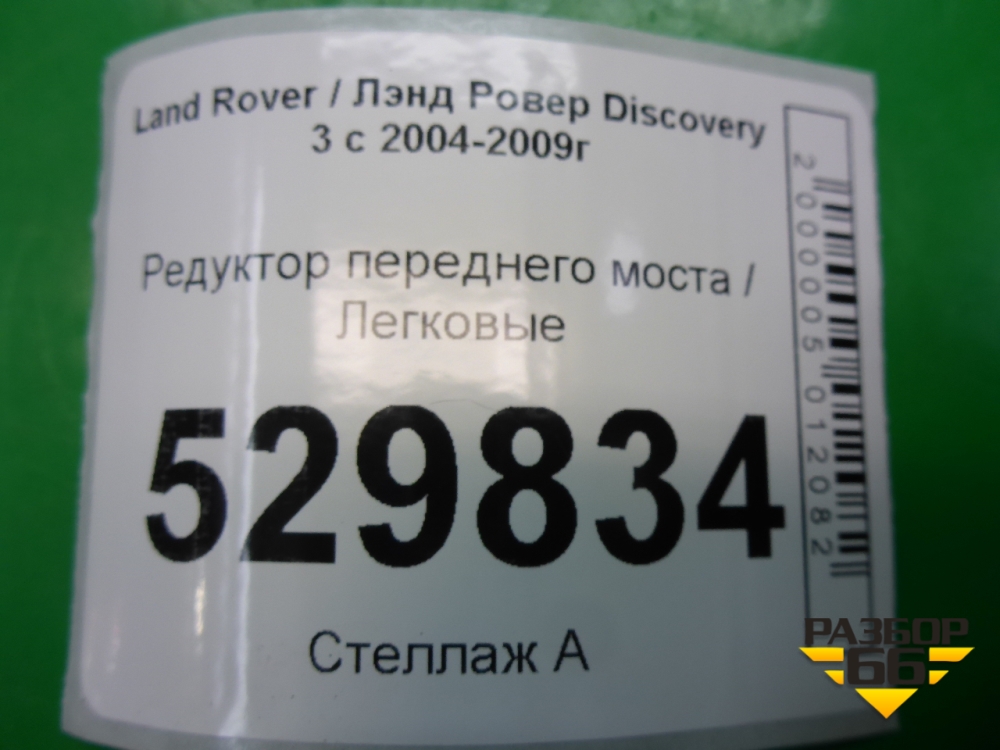 Land Rover / Лэнд Ровер Discovery
3 с 2004-2009г
Редуктор переднего моста /
Легковые
529834
Стеллаж А
2000005012082
РАЗБОР
66